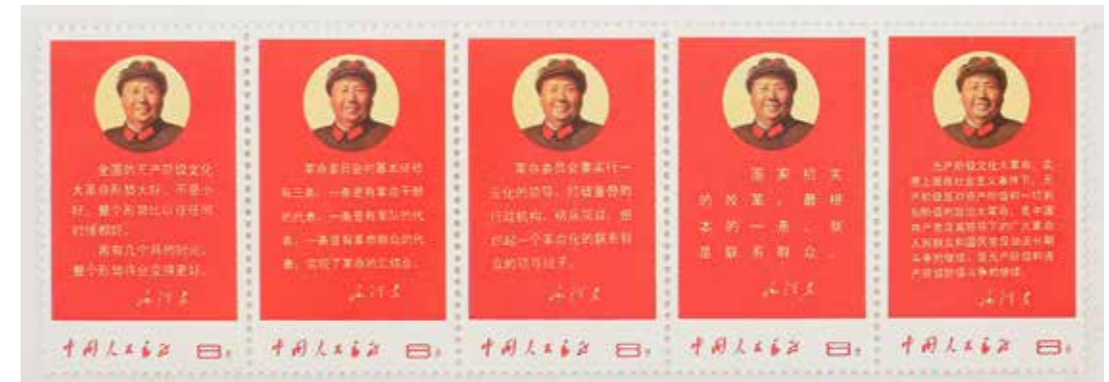 全国的无产阶级文化
大革命形势大好，不是小
好。整个形势比以往任何
时候都好。
再有几个月的时间，
整个形势将会变得更好。
毛泽东
中国人民邮政
革命委员会的基本经验
有三条：一条是有革命干部
的代表，一条是有军队的代
表，一条是有革命群众的代
表，实现了革命的三结合。
毛泽东
中国人民邮政
革命委员会要实行一
元化的领导，打破重叠的
行政机构，精兵简政，组
织起一个革命化的联系群
众的领导班子。
毛泽东
中国人民邮政
国家机关
的改革，最根
本的一条，就
是联系群众。
毛泽东
中国人民邮政
无产阶级文化大革命，实
质上是在社会主义条件下，无
产阶级反对资产阶级和一切剥
削阶级的政治大革命，是中国
共产党及其领导下的广大革命
人民群众和国民党反动派长期
斗争的继续，是无产阶级和资
产阶级阶级斗争的继续。
毛泽东
中国人民邮政